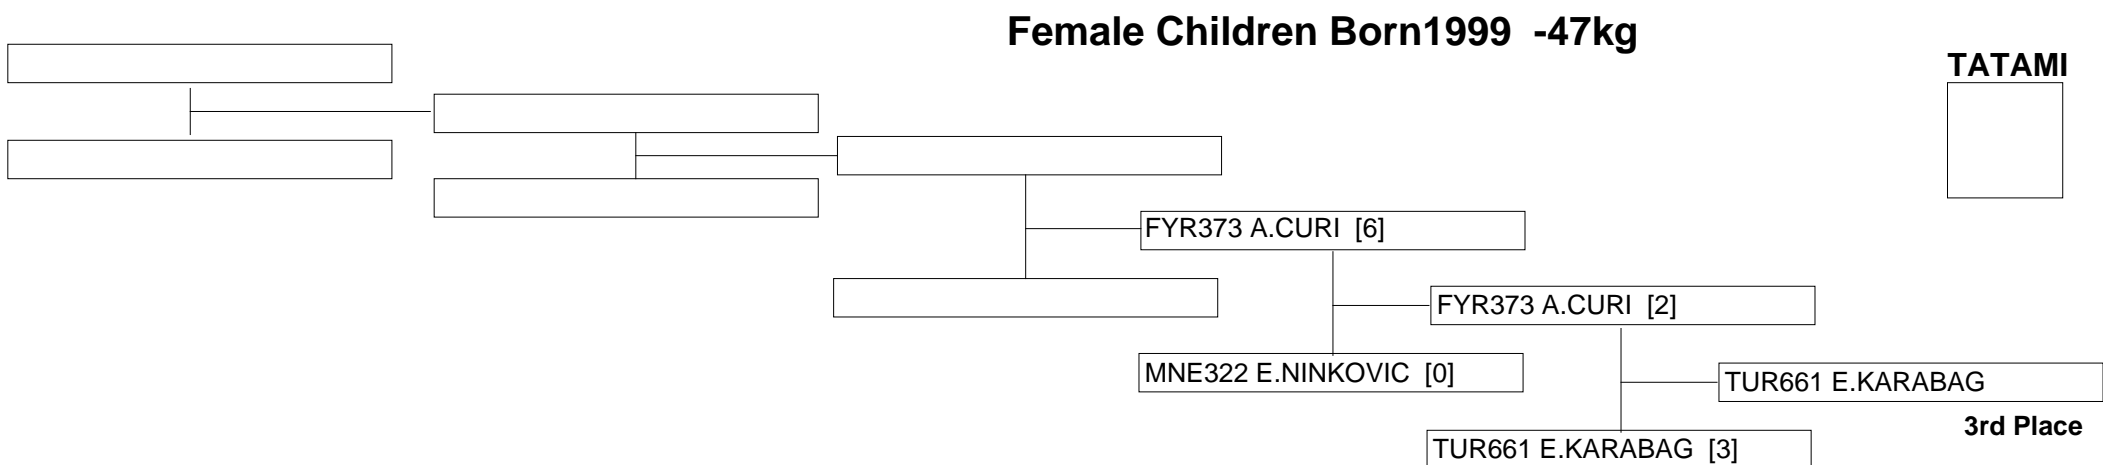 Female Children Born1999 -47kg
TATAMI
FYR373 A.CURI [6]
FYR373 A.CURI [2]
MNE322 E.NINKOVIC [0]
TUR661 E.KARABAG
3rd Place
TUR661 E.KARABAG [3]